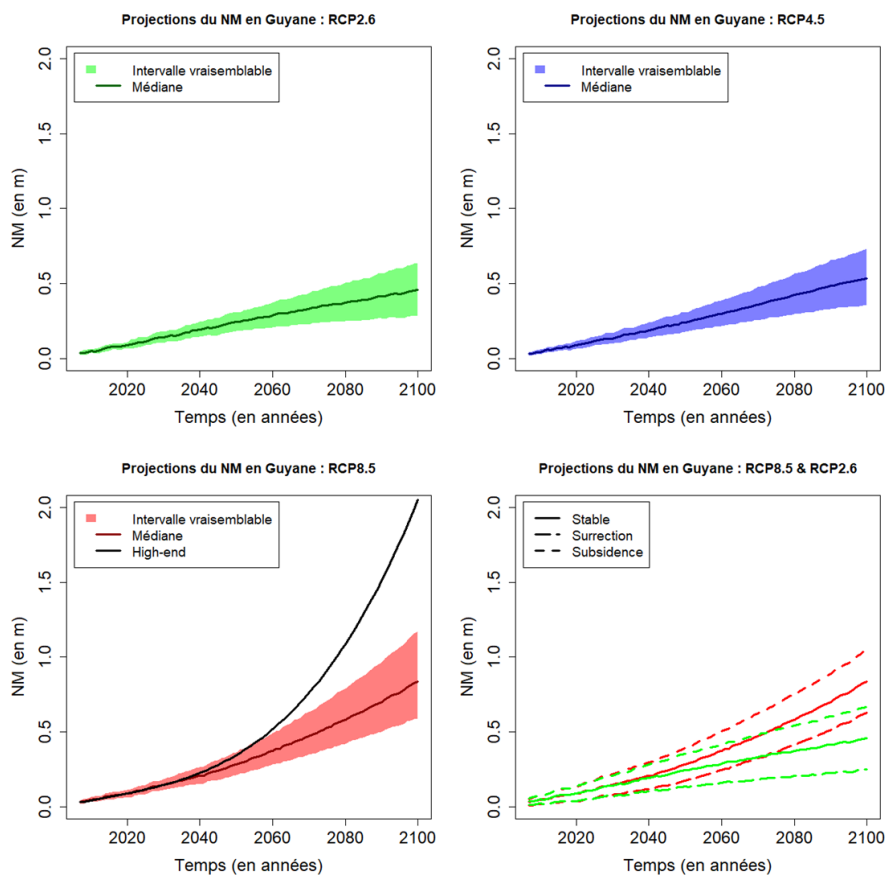 Projections du NM en Guyane : RCP2.6
Intervalle vraisemblable
Médiane
NM (en m)
0.0
0.5
1.0
1.5
2.0
2020
2040
2060
2080
2100
Temps (en années)
Projections du NM en Guyane : RCP4.5
Intervalle vraisemblable
Médiane
NM (en m)
0.0
0.5
1.0
1.5
2.0
2020
2040
2060
2080
2100
Temps (en années)
Projections du NM en Guyane : RCP8.5
Intervalle vraisemblable
Médiane
High-end
NM (en m)
0.0
0.5
1.0
1.5
2.0
2020
2040
2060
2080
2100
Temps (en années)
Projections du NM en Guyane : RCP8.5 & RCP2.6
Stable
Surrection
Subsidence
NM (en m)
0.0
0.5
1.0
1.5
2.0
2020
2040
2060
2080
2100
Temps (en années)